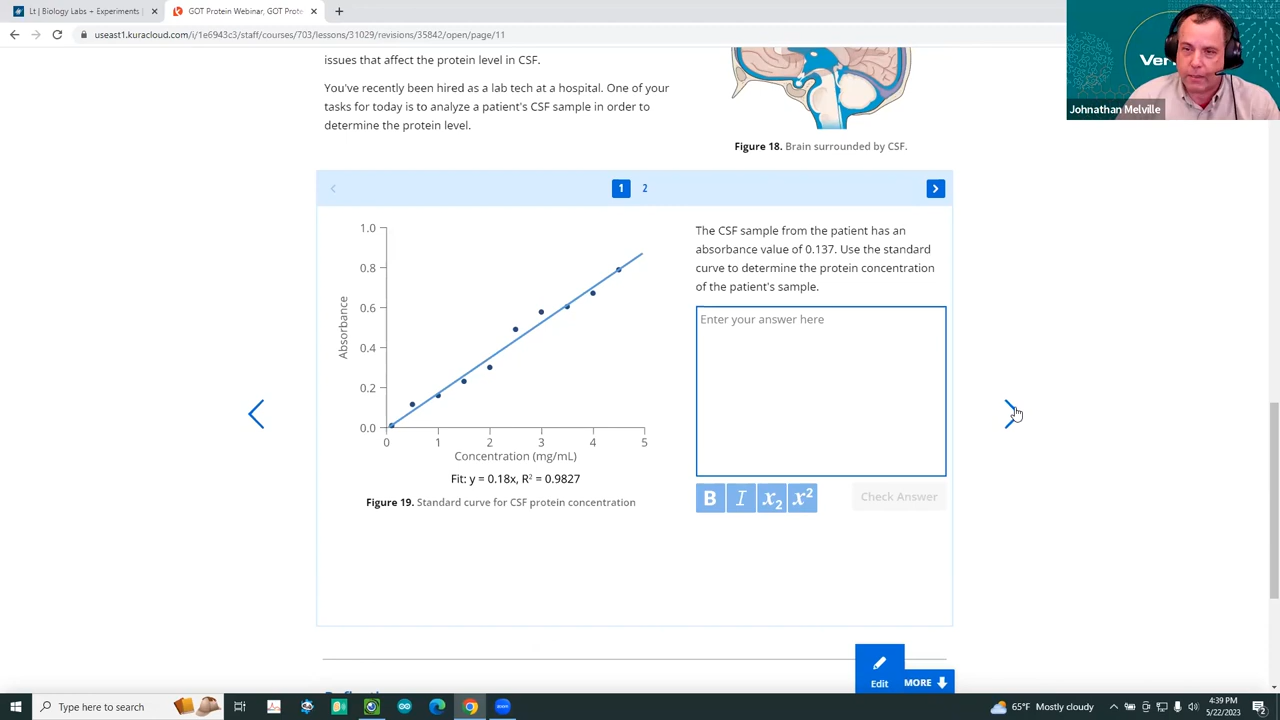 Lt | Biology Labs + Experiments
GOT Protein Webinar, GOT Prote
useast1.kuracloud.com/i/1e6943c3/staff/courses/703/lessons/31029/revisions/35842/open/page/11
Johnathan Melville
issues that affect the protein level in CSF.
You've recently been hired as a lab tech at a hospital. One of your
tasks for today is to analyze a patient's CSF sample in order to
determine the protein level.
Figure 18. Brain surrounded by CSF.
1 2
1.0
0.8
0.6
0.4
0.2
0.0
Absorbance
0 1 2 3 4 5
Concentration (mg/mL)
Fit: y = 0.18x, R² = 0.9827
Figure 19. Standard curve for CSF protein concentration
The CSF sample from the patient has an
absorbance value of 0.137. Use the standard
curve to determine the protein concentration
of the patient's sample.
Enter your answer here
B I x₂ x²
Check Answer
Edit
MORE
Type here to search
65°F Mostly cloudy
4:39 PM
5/22/2023
2